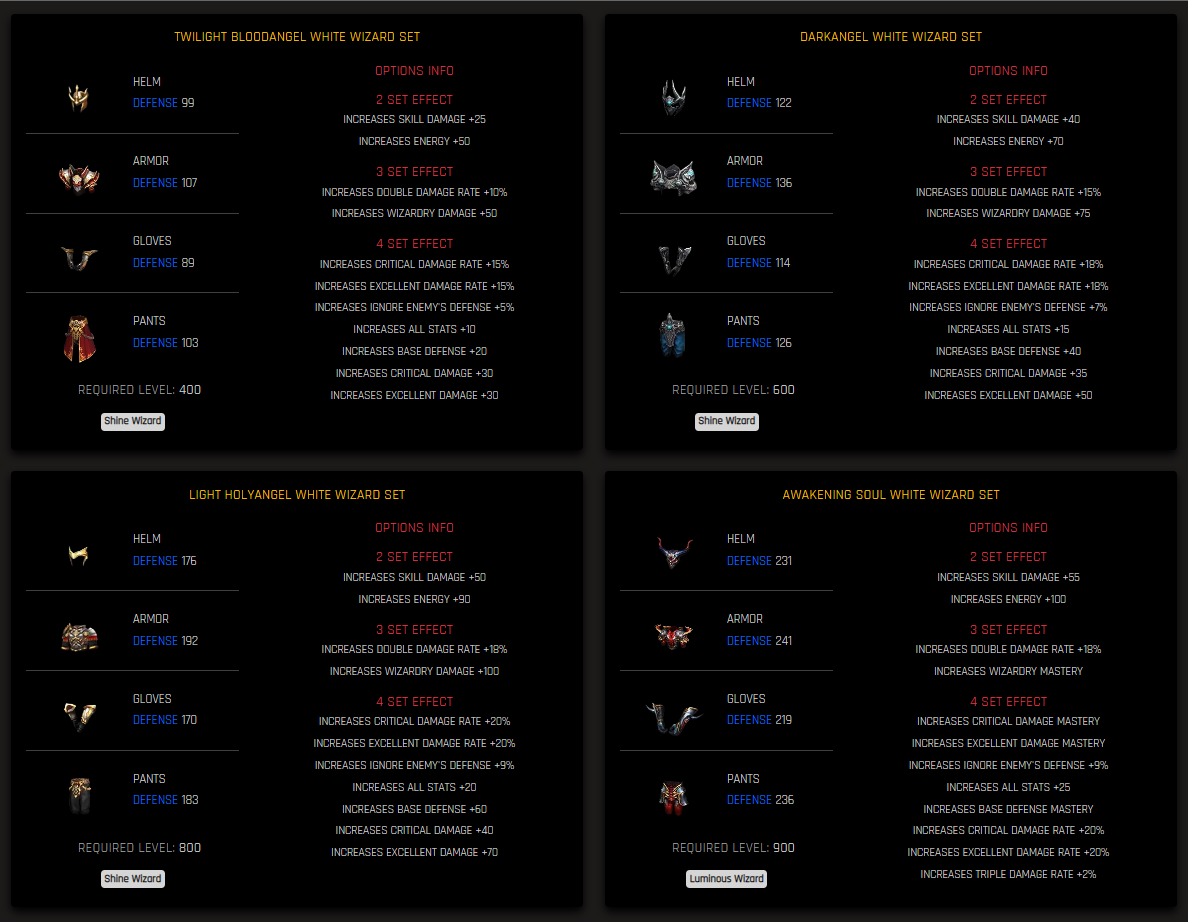 TWILIGHT BLOODANGEL WHITE WIZARD SET
HELM
DEFENSE 99
ARMOR
DEFENSE 107
GLOVES
DEFENSE 89
PANTS
DEFENSE 103
REQUIRED LEVEL: 400
Shine Wizard
OPTIONS INFO
2 SET EFFECT
INCREASES SKILL DAMAGE +25
INCREASES ENERGY +50
3 SET EFFECT
INCREASES DOUBLE DAMAGE RATE +10%
INCREASES WIZARDRY DAMAGE +50
4 SET EFFECT
INCREASES CRITICAL DAMAGE RATE +15%
INCREASES EXCELLENT DAMAGE RATE +15%
INCREASES IGNORE ENEMY'S DEFENSE +5%
INCREASES ALL STATS +10
INCREASES BASE DEFENSE +20
INCREASES CRITICAL DAMAGE +30
INCREASES EXCELLENT DAMAGE +30
DARKANGEL WHITE WIZARD SET
HELM
DEFENSE 122
ARMOR
DEFENSE 136
GLOVES
DEFENSE 114
PANTS
DEFENSE 126
REQUIRED LEVEL: 600
Shine Wizard
OPTIONS INFO
2 SET EFFECT
INCREASES SKILL DAMAGE +40
INCREASES ENERGY +70
3 SET EFFECT
INCREASES DOUBLE DAMAGE RATE +15%
INCREASES WIZARDRY DAMAGE +75
4 SET EFFECT
INCREASES CRITICAL DAMAGE RATE +18%
INCREASES EXCELLENT DAMAGE RATE +18%
INCREASES IGNORE ENEMY'S DEFENSE +7%
INCREASES ALL STATS +15
INCREASES BASE DEFENSE +40
INCREASES CRITICAL DAMAGE +35
INCREASES EXCELLENT DAMAGE +50
LIGHT HOLYANGEL WHITE WIZARD SET
HELM
DEFENSE 176
ARMOR
DEFENSE 192
GLOVES
DEFENSE 170
PANTS
DEFENSE 183
REQUIRED LEVEL: 800
Shine Wizard
OPTIONS INFO
2 SET EFFECT
INCREASES SKILL DAMAGE +50
INCREASES ENERGY +90
3 SET EFFECT
INCREASES DOUBLE DAMAGE RATE +18%
INCREASES WIZARDRY DAMAGE +100
4 SET EFFECT
INCREASES CRITICAL DAMAGE RATE +20%
INCREASES EXCELLENT DAMAGE RATE +20%
INCREASES IGNORE ENEMY'S DEFENSE +9%
INCREASES ALL STATS +20
INCREASES BASE DEFENSE +60
INCREASES CRITICAL DAMAGE +40
INCREASES EXCELLENT DAMAGE +70
AWAKENING SOUL WHITE WIZARD SET
HELM
DEFENSE 231
ARMOR
DEFENSE 241
GLOVES
DEFENSE 219
PANTS
DEFENSE 236
REQUIRED LEVEL: 900
Luminous Wizard
OPTIONS INFO
2 SET EFFECT
INCREASES SKILL DAMAGE +55
INCREASES ENERGY +100
3 SET EFFECT
INCREASES DOUBLE DAMAGE RATE +18%
INCREASES WIZARDRY MASTERY
4 SET EFFECT
INCREASES CRITICAL DAMAGE MASTERY
INCREASES EXCELLENT DAMAGE MASTERY
INCREASES IGNORE ENEMY'S DEFENSE +9%
INCREASES ALL STATS +25
INCREASES BASE DEFENSE MASTERY
INCREASES CRITICAL DAMAGE RATE +20%
INCREASES EXCELLENT DAMAGE RATE +20%
INCREASES TRIPLE DAMAGE RATE +2%